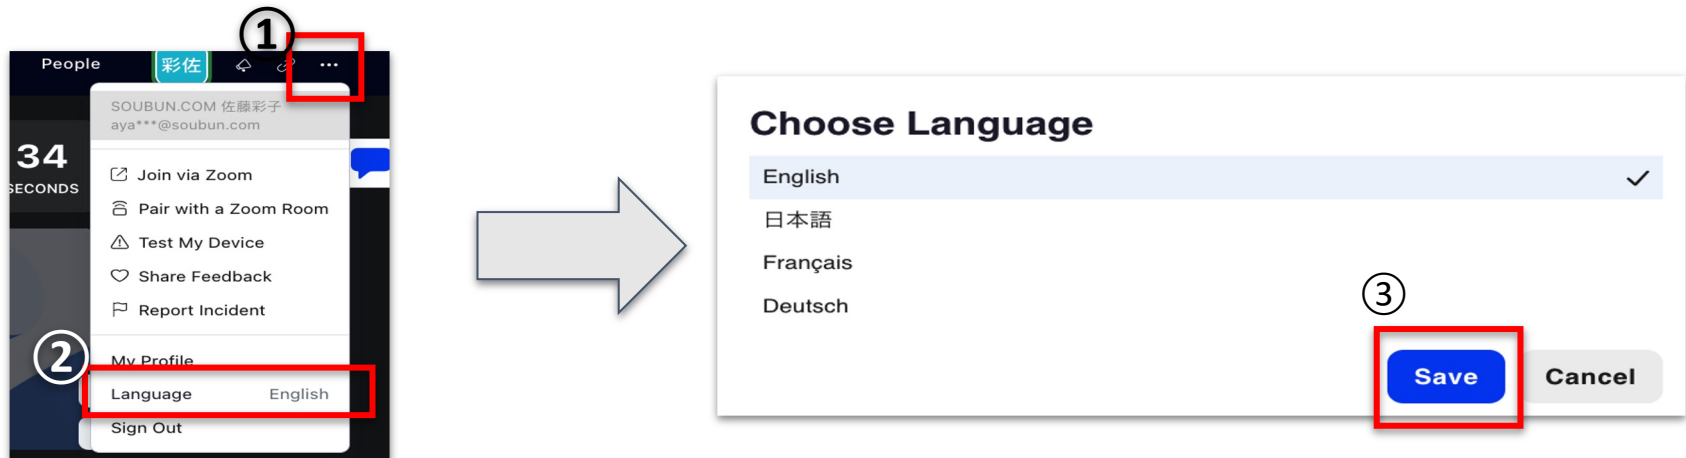 ①
People
彩佐
SOUBUN.COM 佐藤彩子
aya***@soubun.com
34
SECONDS
Join via Zoom
Pair with a Zoom Room
Test My Device
Share Feedback
Report Incident
②
My Profile
Language English
Sign Out
Choose Language
English
日本語
Français
Deutsch
③
Save Cancel